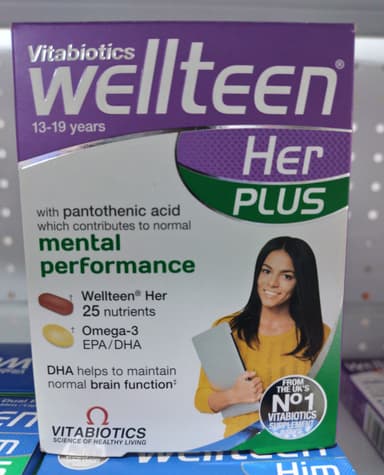 Vitabiotics
wellteen®
13-19 years
Her
PLUS
with pantothenic acid
which contributes to normal
mental
performance
† Wellteen® Her
25 nutrients
† Omega-3
EPA/DHA
DHA helps to maintain
normal brain function‡
FROM
THE UK'S
Nº1
VITABIOTICS
SUPPLEMENT
VITABIOTICS
SCIENCE OF HEALTHY LIVING
Him